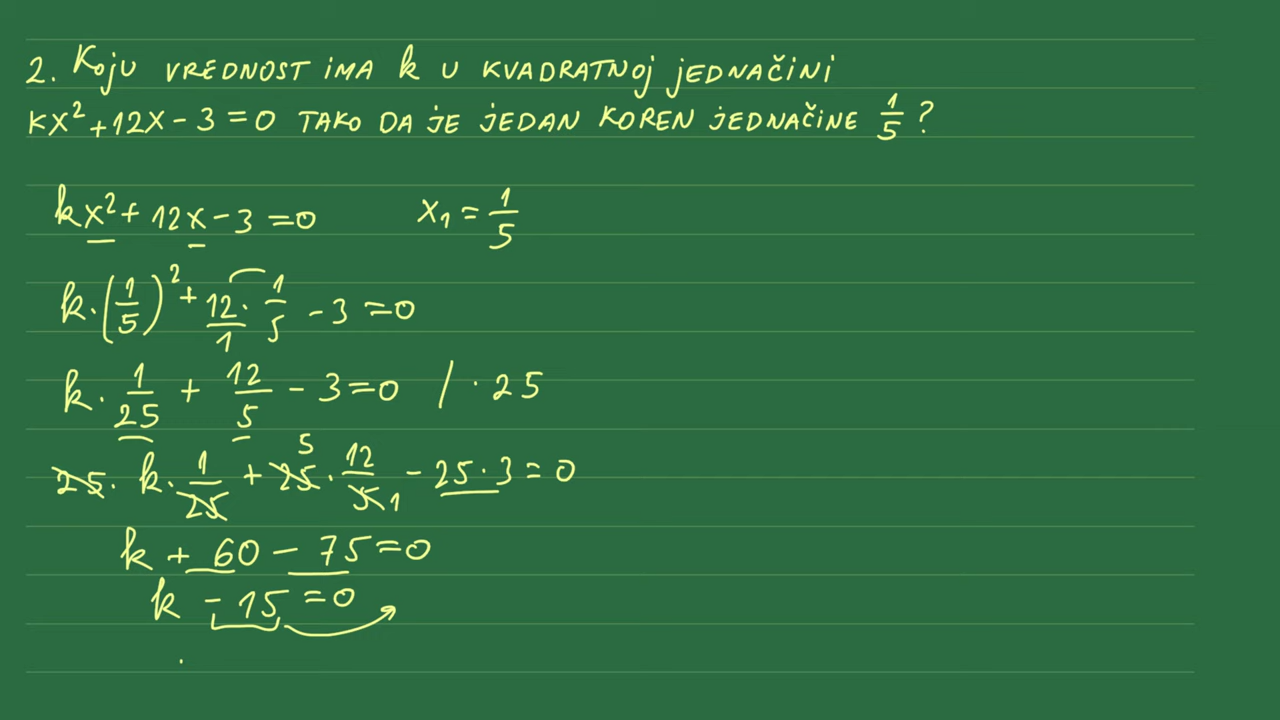 2. Koju vrednost ima k u kvadratnoj jednačini
kx²+12x-3=0 tako da je jedan koren jednačine 1/5?
kx²+12x-3=0 x₁=1/5
k·(1/5)²+12/1·1/5-3=0
k·1/25+12/5-3=0 /·25
25·k·1/25+25·12/5-25·3=0
5 1
k+60-75=0
k-15=0